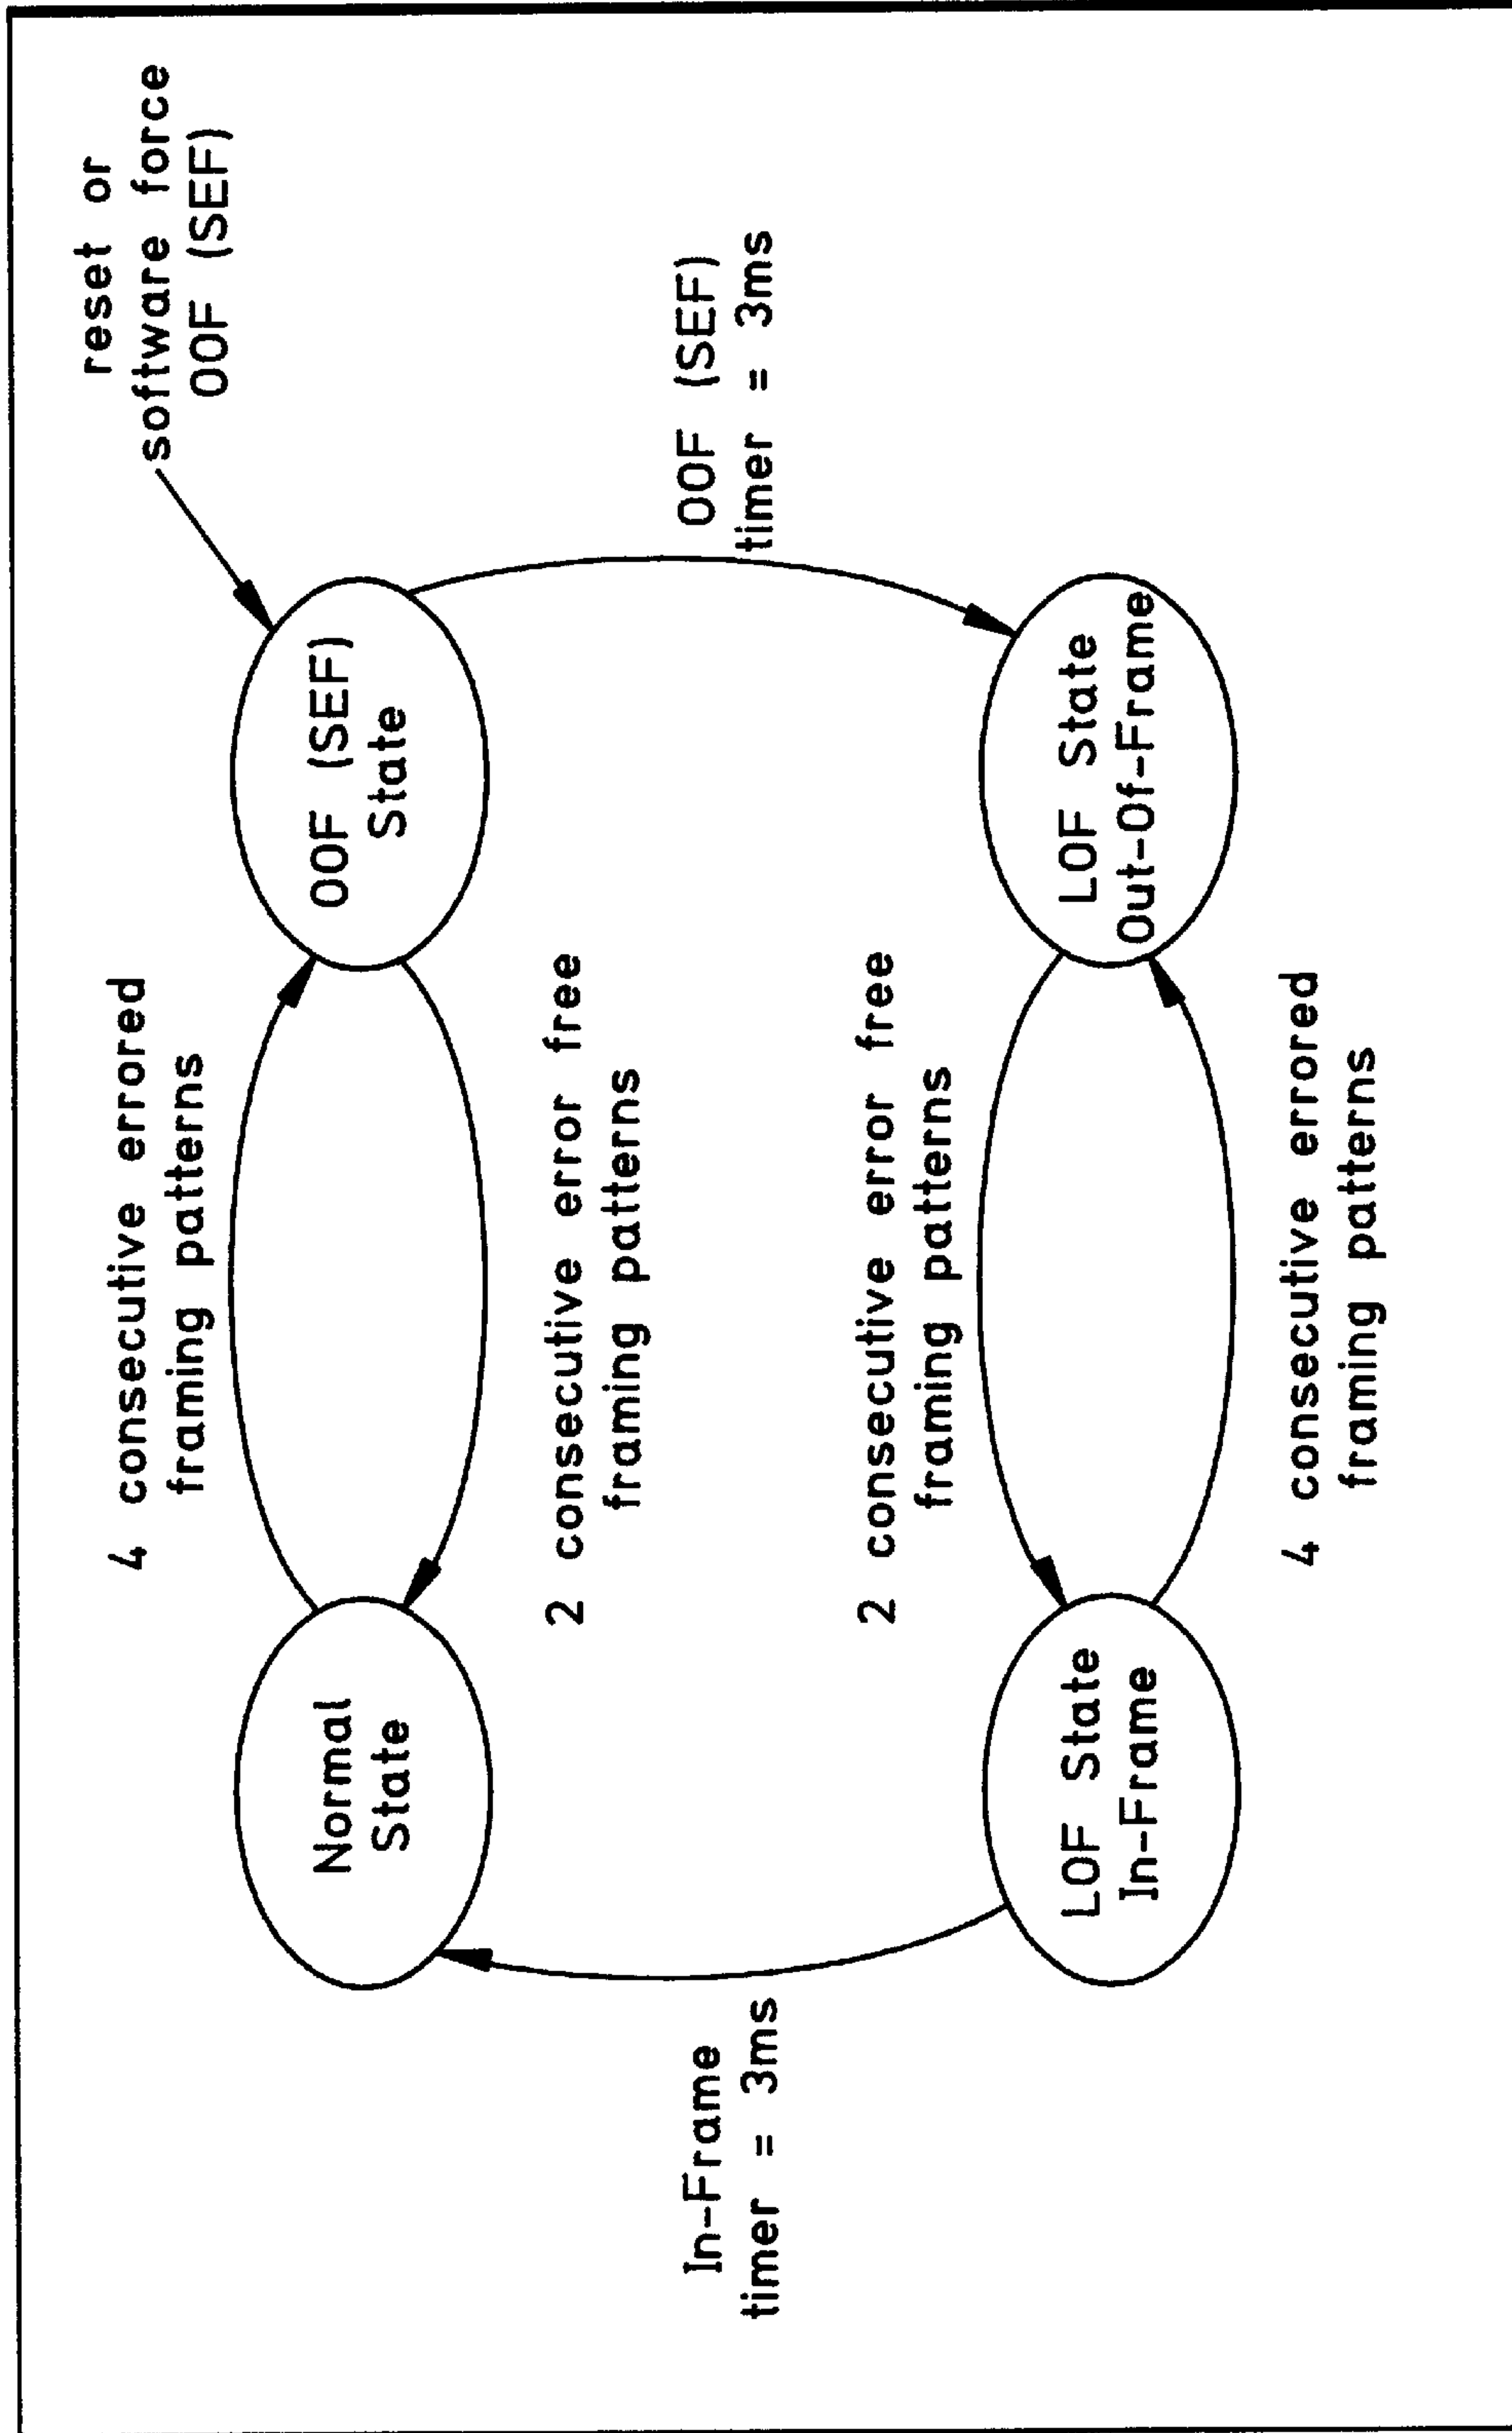 reset or
software force
OOF (SEF)
4 consecutive errored
framing patterns
Normal
State
OOF (SEF)
State
2 consecutive error free
framing patterns
In-Frame
timer = 3ms
OOF (SEF)
timer = 3ms
2 consecutive error free
framing patterns
LOF State
In-Frame
LOF State
Out-Of-Frame
4 consecutive errored
framing patterns